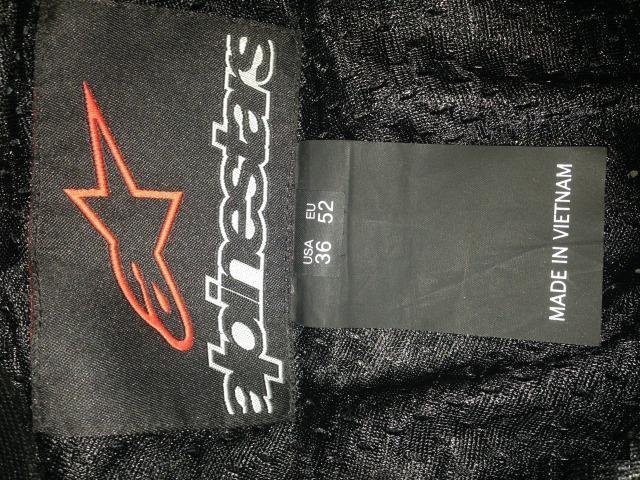 alpinestars
USA EU
36 52
MADE IN VIETNAM